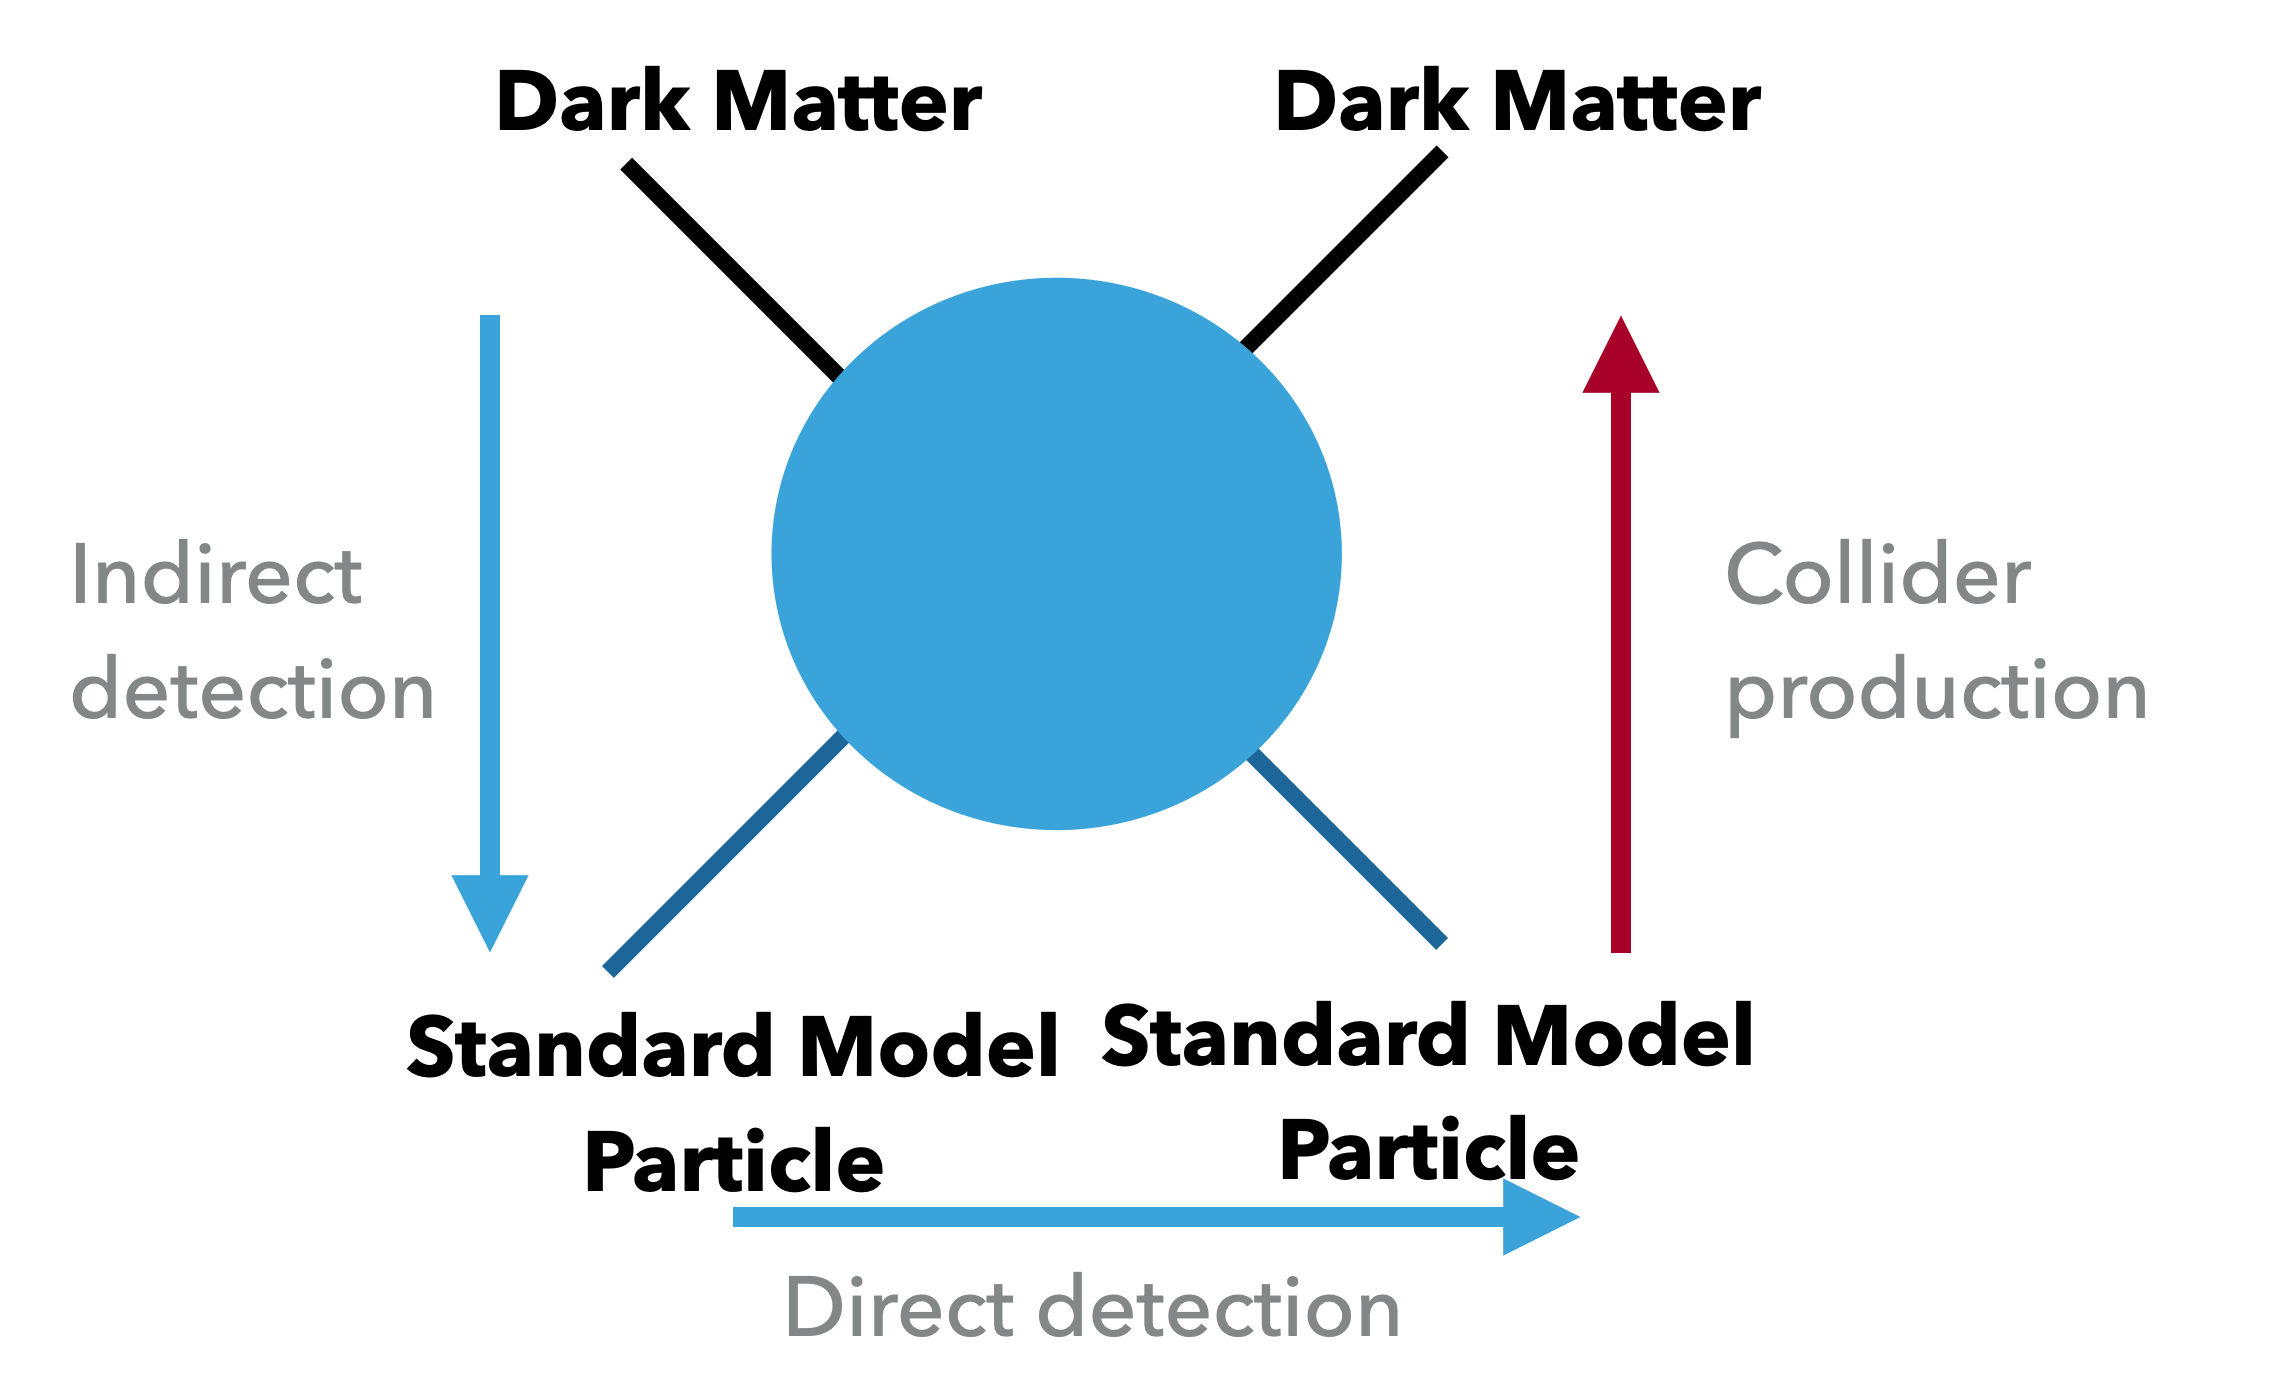 Dark Matter
Dark Matter
Indirect
detection
Collider
production
Standard Model
Particle
Standard Model
Particle
Direct detection